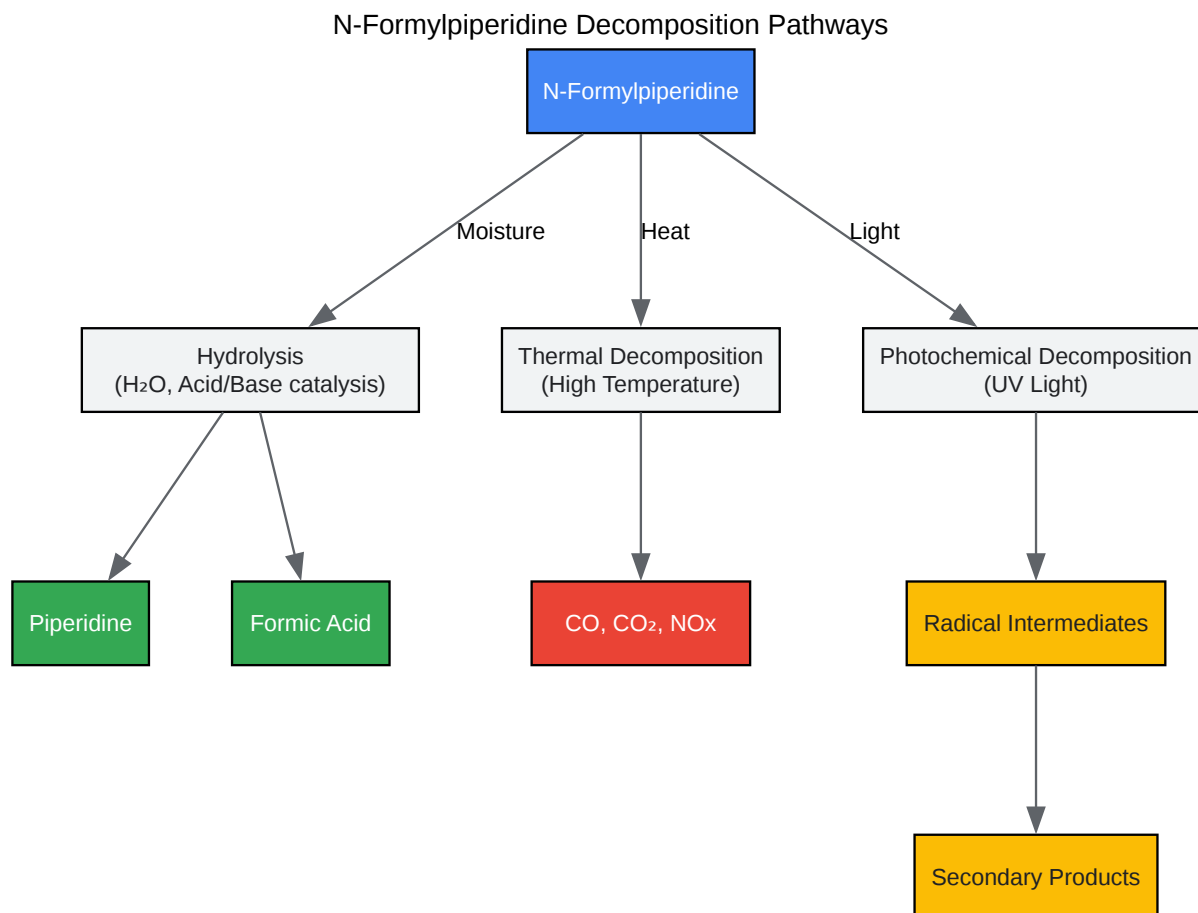 N-Formylpiperidine Decomposition Pathways
N-Formylpiperidine
Moisture
Heat
Light
Hydrolysis
(H₂O, Acid/Base catalysis)
Thermal Decomposition
(High Temperature)
Photochemical Decomposition
(UV Light)
Piperidine
Formic Acid
CO, CO₂, NOx
Radical Intermediates
Secondary Products